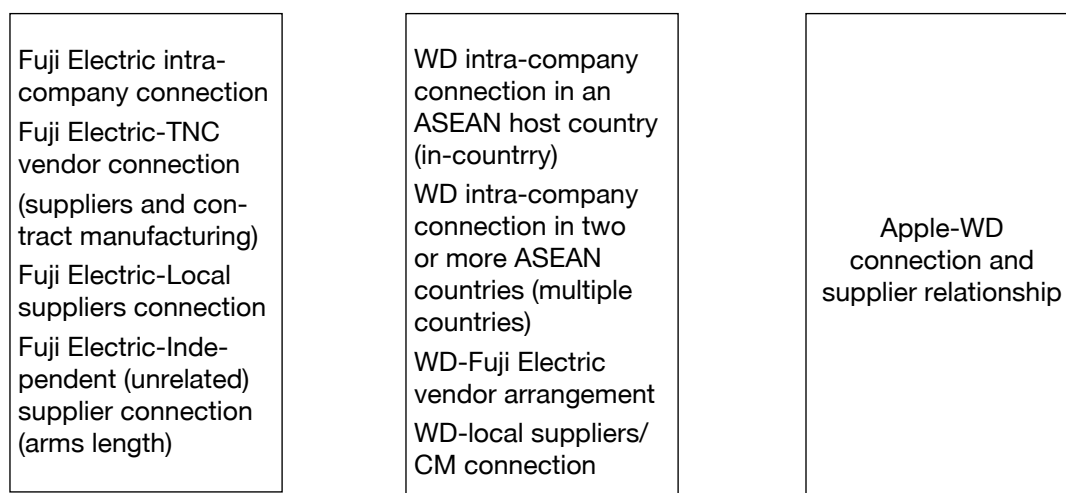 Fuji Electric intra-
company connection
Fuji Electric-TNC
vendor connection
(suppliers and con-
tract manufacturing)
Fuji Electric-Local
suppliers connection
Fuji Electric-Inde-
pendent (unrelated)
supplier connection
(arms length)
WD intra-company
connection in an
ASEAN host country
(in-countrry)
WD intra-company
connection in two
or more ASEAN
countries (multiple
countries)
WD-Fuji Electric
vendor arrangement
WD-local suppliers/
CM connection
Apple-WD
connection and
supplier relationship